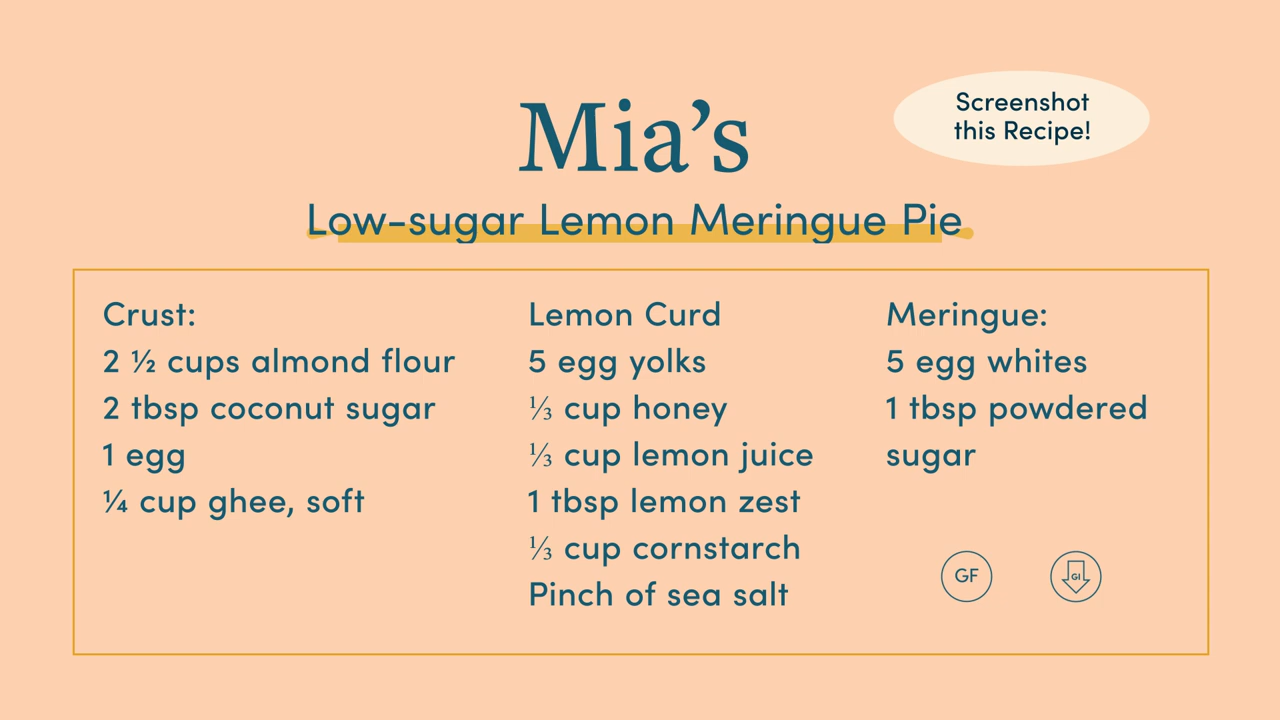 Screenshot
this Recipe!
Mia’s
Low-sugar Lemon Meringue Pie
Crust:
2 ½ cups almond flour
2 tbsp coconut sugar
1 egg
¼ cup ghee, soft
Lemon Curd
5 egg yolks
⅓ cup honey
⅓ cup lemon juice
1 tbsp lemon zest
⅓ cup cornstarch
Pinch of sea salt
Meringue:
5 egg whites
1 tbsp powdered
sugar
GF
GI